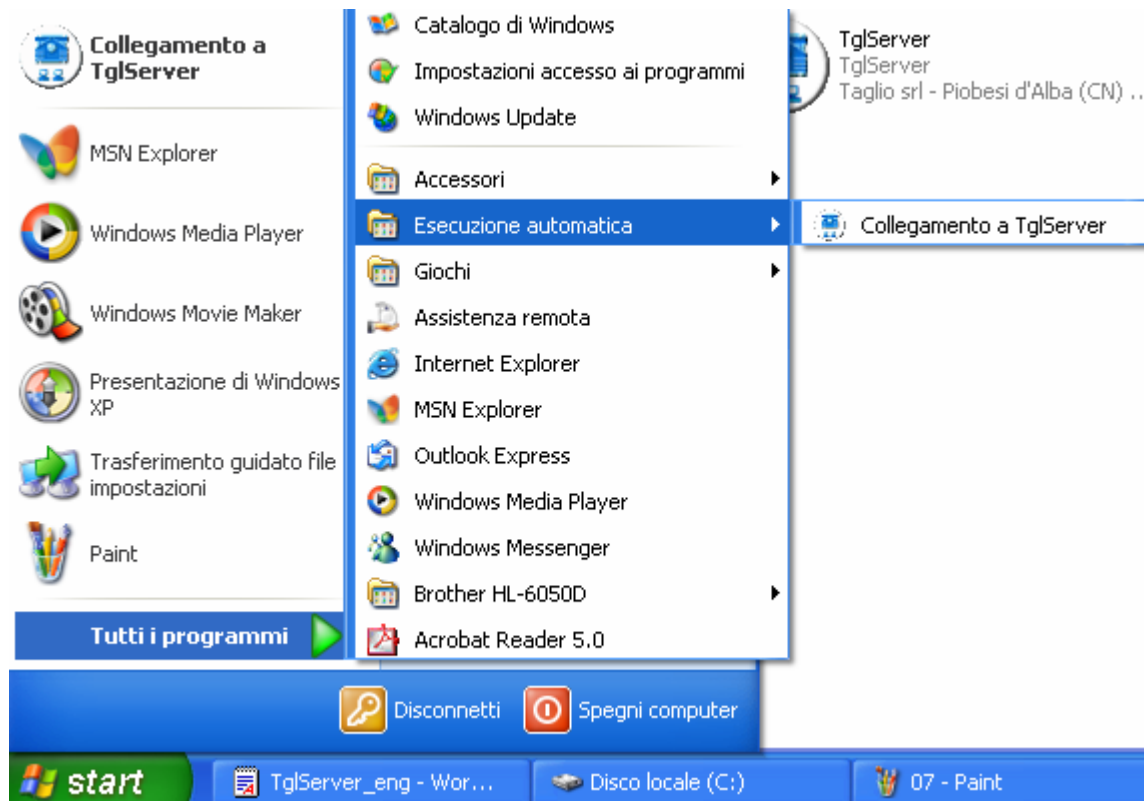 Collegamento a
TglServer
MSN Explorer
Windows Media Player
Windows Movie Maker
Presentazione di Windows
XP
Trasferimento guidato file
impostazioni
Paint
Tutti i programmi
Catalogo di Windows
Impostazioni accesso ai programmi
Windows Update
Accessori
Esecuzione automatica
Giochi
Assistenza remota
Internet Explorer
MSN Explorer
Outlook Express
Windows Media Player
Windows Messenger
Brother HL-6050D
Acrobat Reader 5.0
Collegamento a TglServer
TglServer
TglServer
Taglio srl - Piobesi d'Alba (CN) ...
Disconnetti
Spegni computer
start
TglServer_eng - Wor...
Disco locale (C:)
07 - Paint